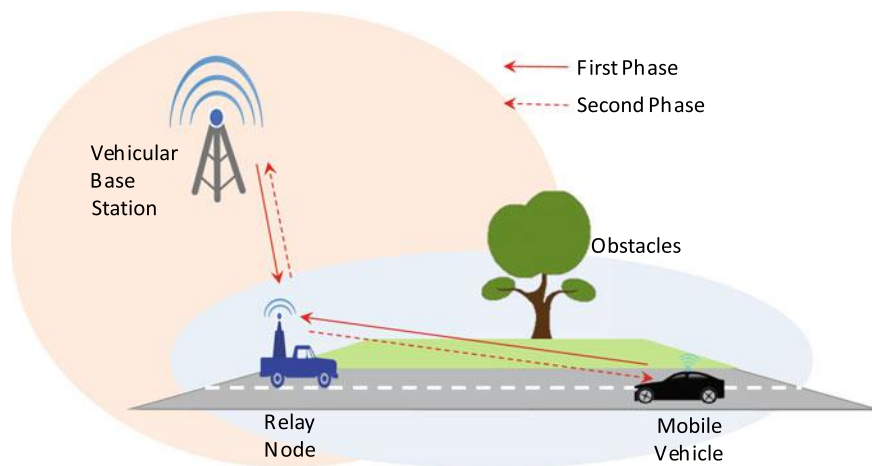 First Phase
Second Phase
Vehicular
Base
Station
Obstacles
Relay
Node
Mobile
Vehicle